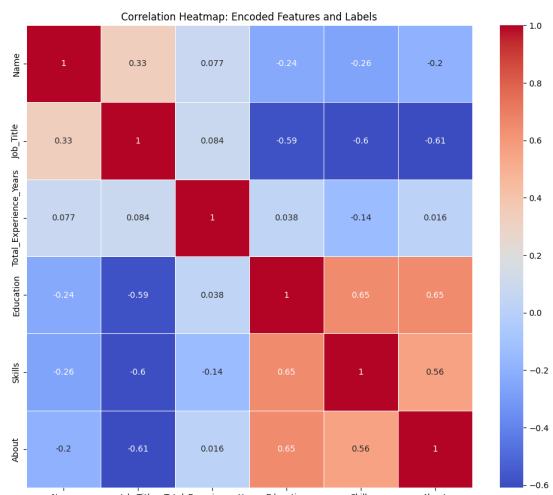 Correlation Heatmap: Encoded Features and Labels
Name 1 0.33 0.077 -0.24 -0.26 -0.2
Job_Title 0.33 1 0.084 -0.59 -0.6 -0.61
Total_Experience_Years 0.077 0.084 1 0.038 -0.14 0.016
Education -0.24 -0.59 0.038 1 0.65 0.65
Skills -0.26 -0.6 -0.14 0.65 1 0.56
About -0.2 -0.61 0.016 0.65 0.56 1
1.0
0.8
0.6
0.4
0.2
0.0
-0.2
-0.4
-0.6